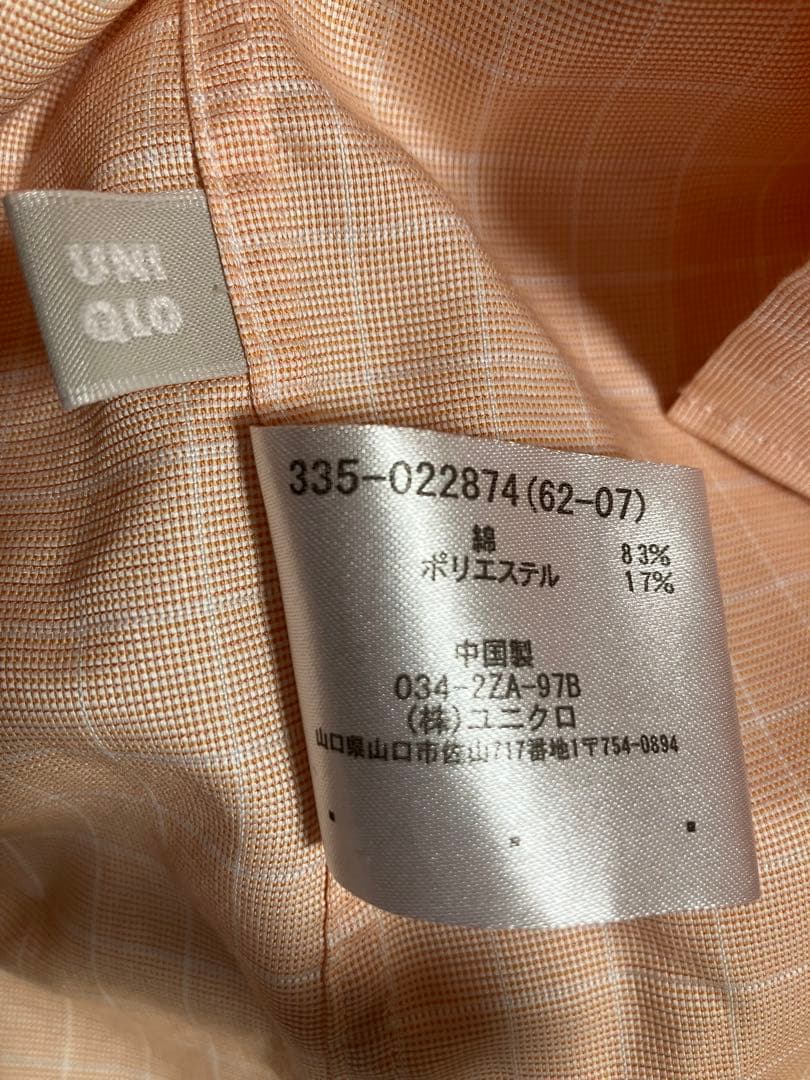 UNI
QLO
335-022874(62-07)
綿 83%
ポリエステル 17%
中国製
034-2ZA-97B
(株)ユニクロ
山口県山口市佐山717番地1〒754-0894